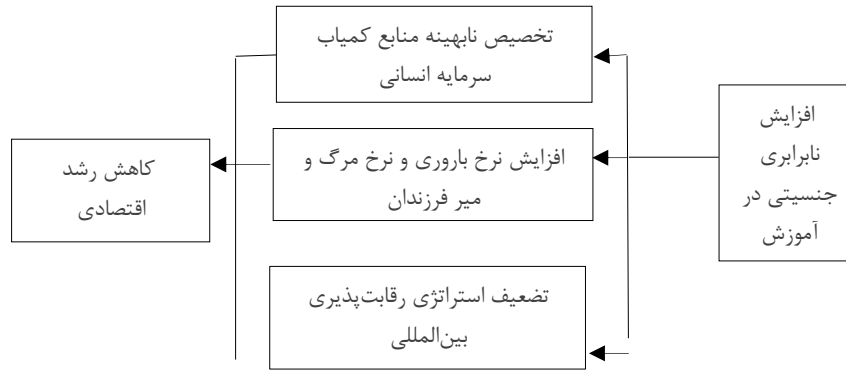 افزایش
نابرابری
جنسیتی در
آموزش
تخصیص نابهینه منابع کمیاب
سرمایه انسانی
افزایش نرخ باروری و نرخ مرگ و
میر فرزندان
تضعیف استراتژی رقابت‌پذیری
بین‌المللی
کاهش رشد
اقتصادی